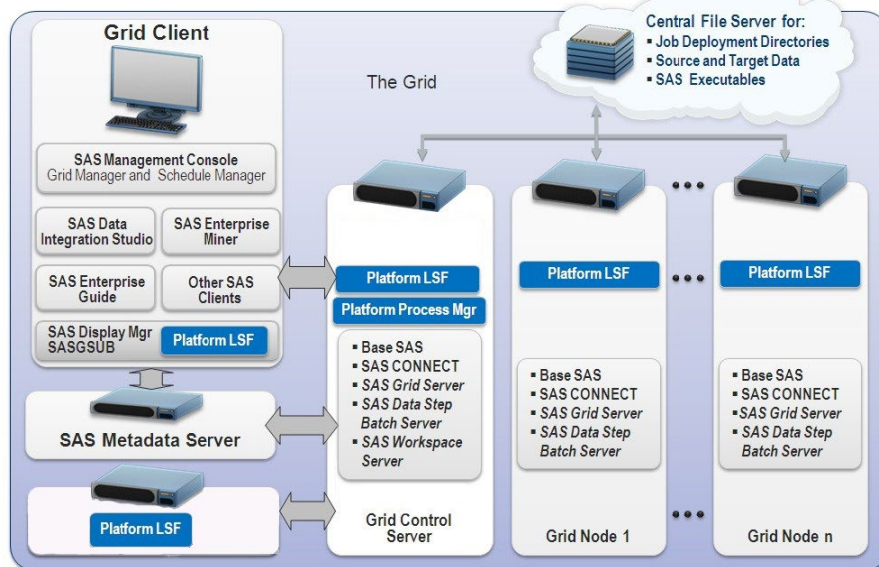 Grid Client
SAS Management Console
Grid Manager and Schedule Manager
SAS Data
Integration Studio
SAS Enterprise
Miner
SAS Enterprise
Guide
Other SAS
Clients
SAS Display Mgr
SASGSUB
Platform LSF
SAS Metadata Server
Platform LSF
The Grid
Central File Server for:
▪ Job Deployment Directories
▪ Source and Target Data
▪ SAS Executables
Platform LSF
Platform Process Mgr
▪ Base SAS
▪ SAS CONNECT
▪ SAS Grid Server
▪ SAS Data Step
Batch Server
▪ SAS Workspace
Server
Grid Control
Server
Platform LSF
▪ Base SAS
▪ SAS CONNECT
▪ SAS Grid Server
▪ SAS Data Step
Batch Server
Grid Node 1
Platform LSF
▪ Base SAS
▪ SAS CONNECT
▪ SAS Grid Server
▪ SAS Data Step
Batch Server
Grid Node n